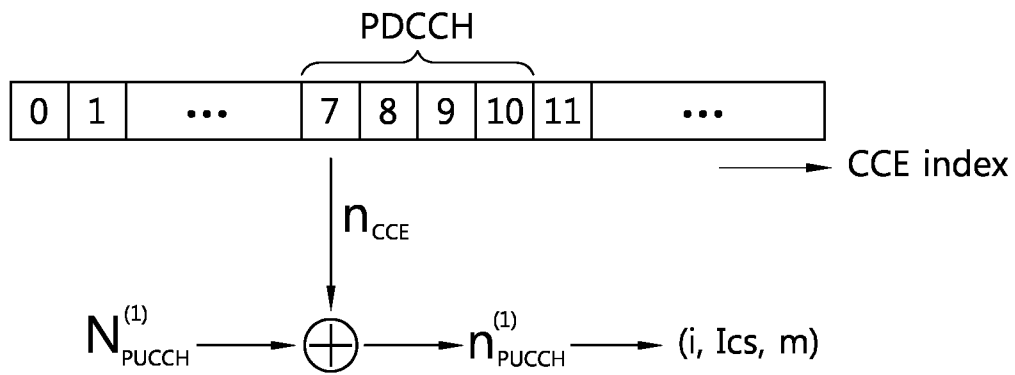 PDCCH
0 1 ... 7 8 9 10 11 ...
CCE index
nCCE
N(1)PUCCH n(1)PUCCH (i, Ics, m)